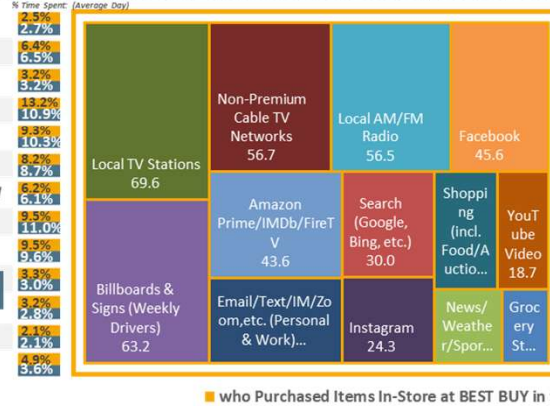 % Time Spent: (Average Day)
2.5%
2.7%
6.4%
6.5%
3.2%
3.2%
13.2%
10.9%
9.3%
10.3%
8.2%
8.7%
6.2%
6.1%
9.5%
11.0%
9.5%
9.6%
3.3%
3.0%
3.2%
2.8%
2.1%
2.1%
4.9%
3.6%
Local TV Stations
69.6
Non-Premium
Cable TV
Networks
56.7
Local AM/FM
Radio
56.5
Facebook
45.6
Billboards &
Signs (Weekly
Drivers)
63.2
Amazon
Prime/IMDb/FireT
V
43.6
Search
(Google,
Bing, etc.)
30.0
Shoppi
ng
(incl.
Food/A
uctio...
YouT
ube
Video
18.7
Email/Text/IM/Zo
om,etc. (Personal
& Work)...
Instagram
24.3
News/
Weathe
r/Spor...
Groc
ery
St...
who Purchased Items In-Store at BEST BUY in